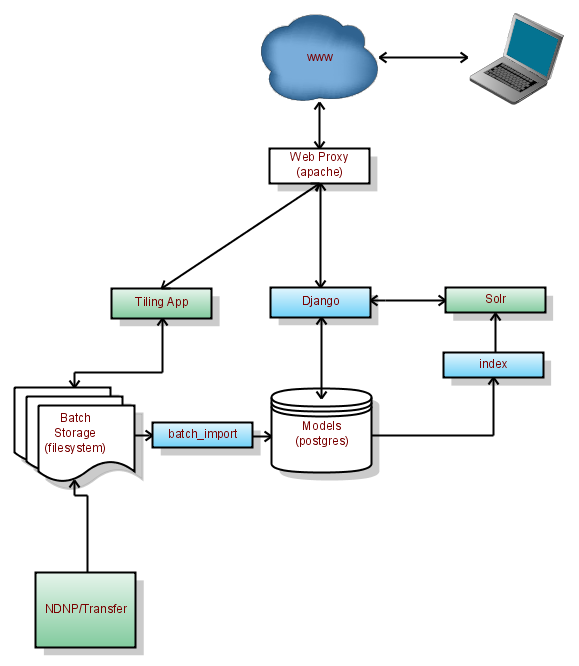 www
Web Proxy
(apache)
Tiling App
Django
Solr
index
Batch
Storage
(filesystem)
batch_import
Models
(postgres)
NDNP/Transfer